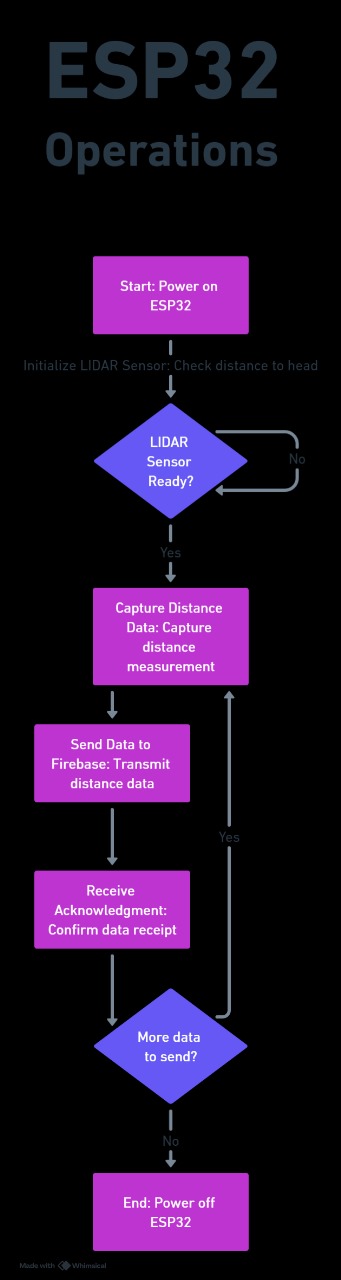 ESP32
Operations
Start: Power on
ESP32
Initialize LIDAR Sensor: Check distance to head
LIDAR
Sensor
Ready?
No
Yes
Capture Distance
Data: Capture
distance
measurement
Send Data to
Firebase: Transmit
distance data
Yes
Receive
Acknowledgment:
Confirm data receipt
More data
to send?
No
End: Power off
ESP32
Made with Whimsical